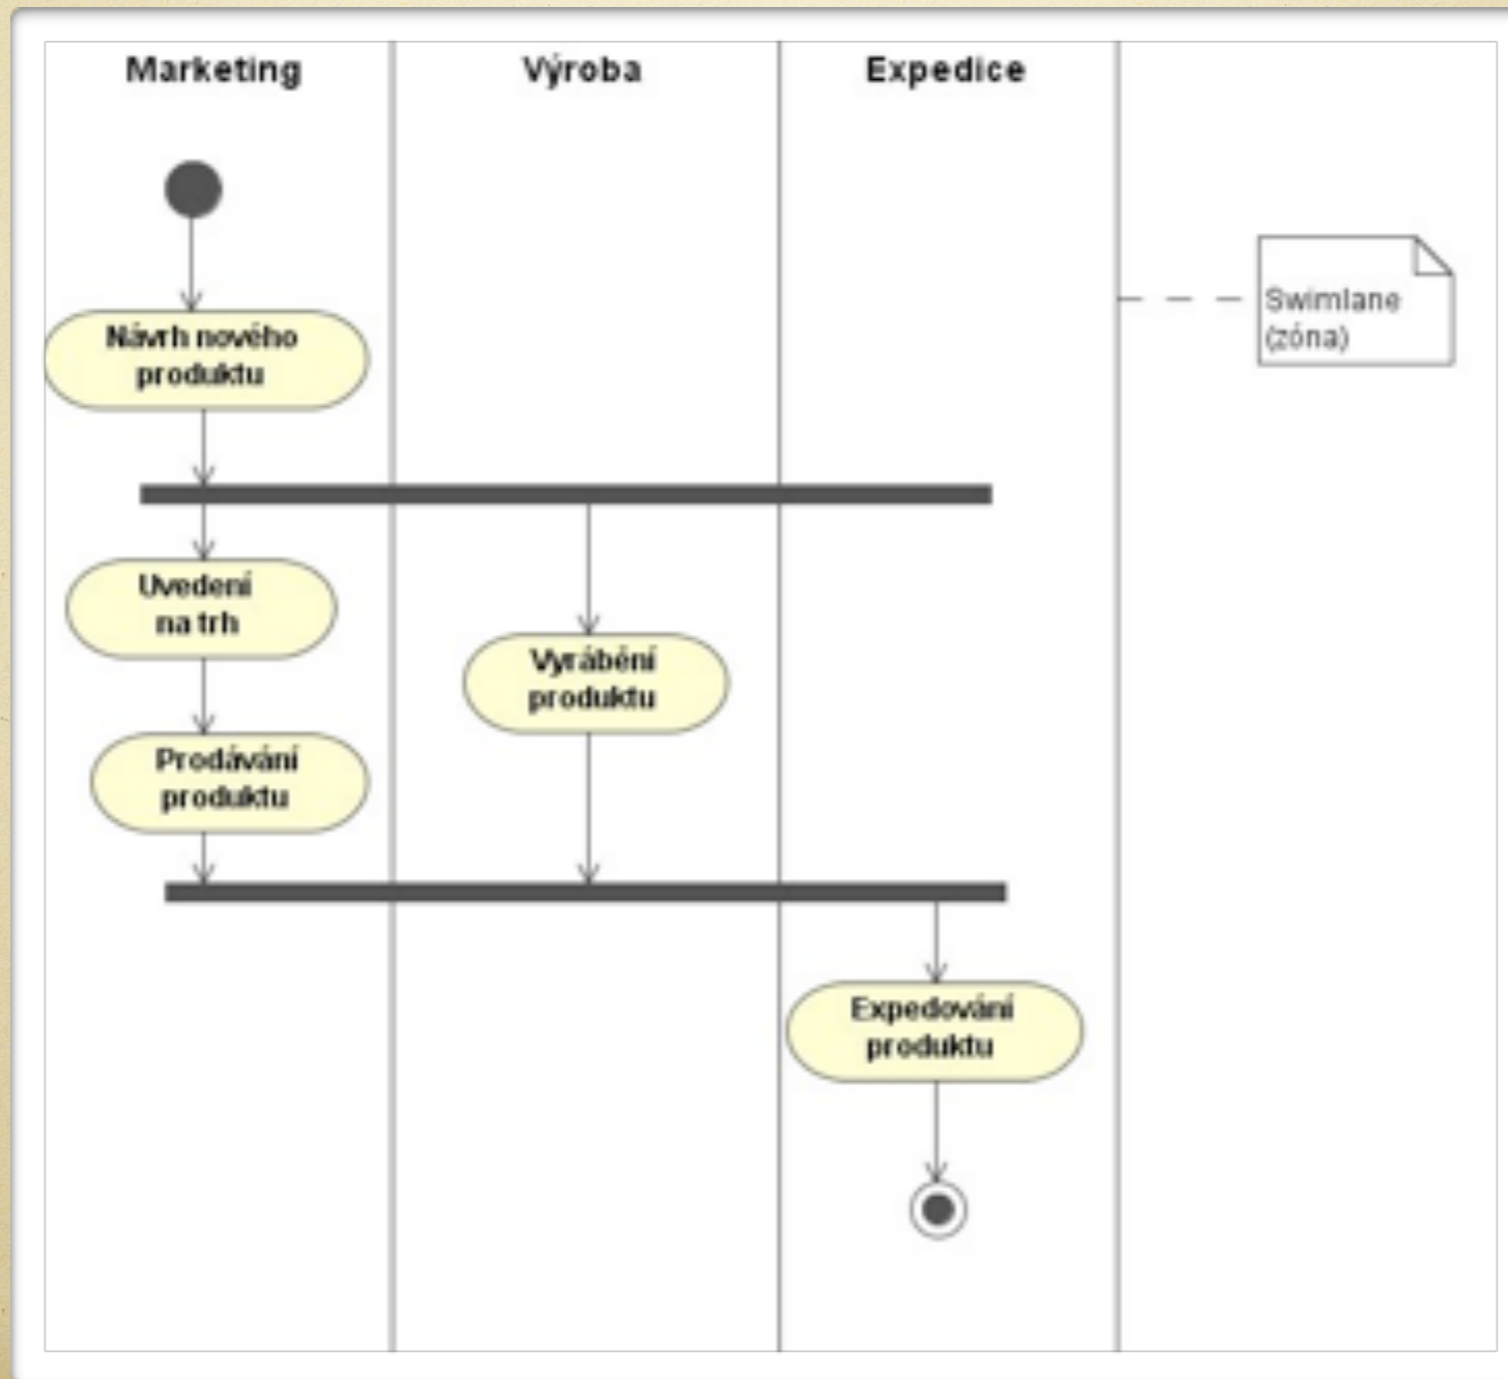 Marketing
Výroba
Expedice
Swimlane
(zóna)
Návrh nového
produktu
Uvedení
na trh
Vyrábění
produktu
Prodávání
produktu
Expedování
produktu